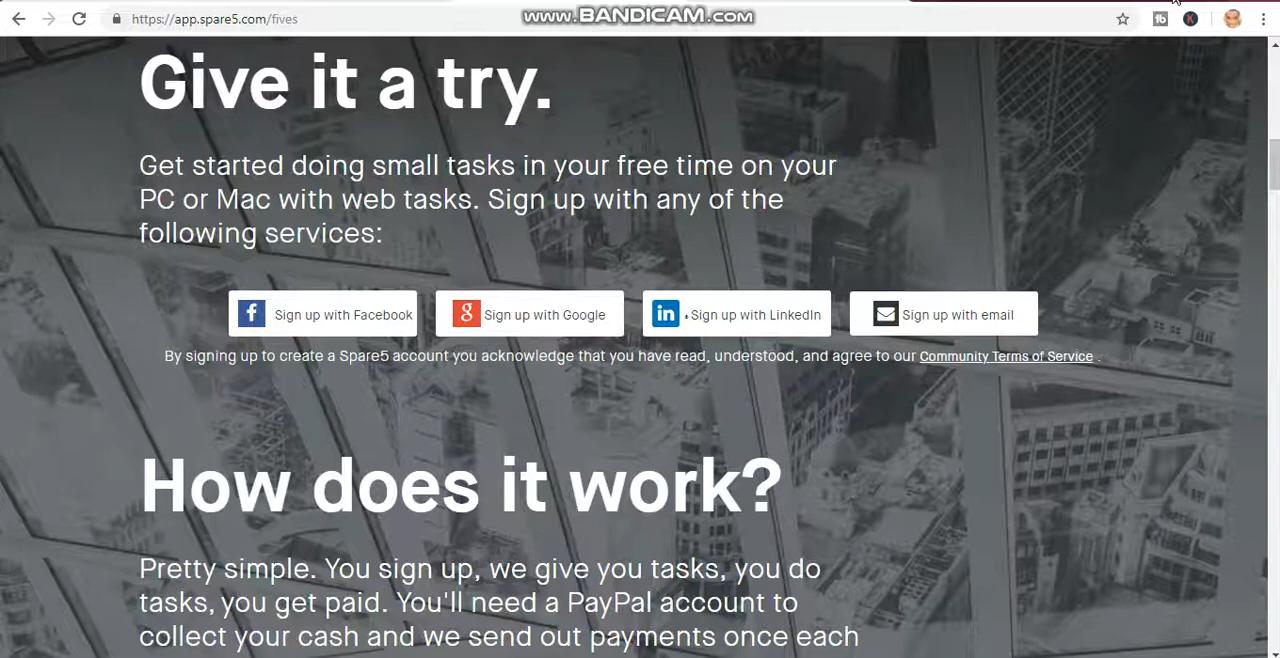 https://app.spare5.com/fives
www.BANDICAM.com
tb
K
Give it a try.
Get started doing small tasks in your free time on your
PC or Mac with web tasks. Sign up with any of the
following services:
f Sign up with Facebook
g Sign up with Google
in Sign up with LinkedIn
Sign up with email
By signing up to create a Spare5 account you acknowledge that you have read, understood, and agree to our Community Terms of Service .
How does it work?
Pretty simple. You sign up, we give you tasks, you do
tasks, you get paid. You'll need a PayPal account to
collect your cash and we send out payments once each